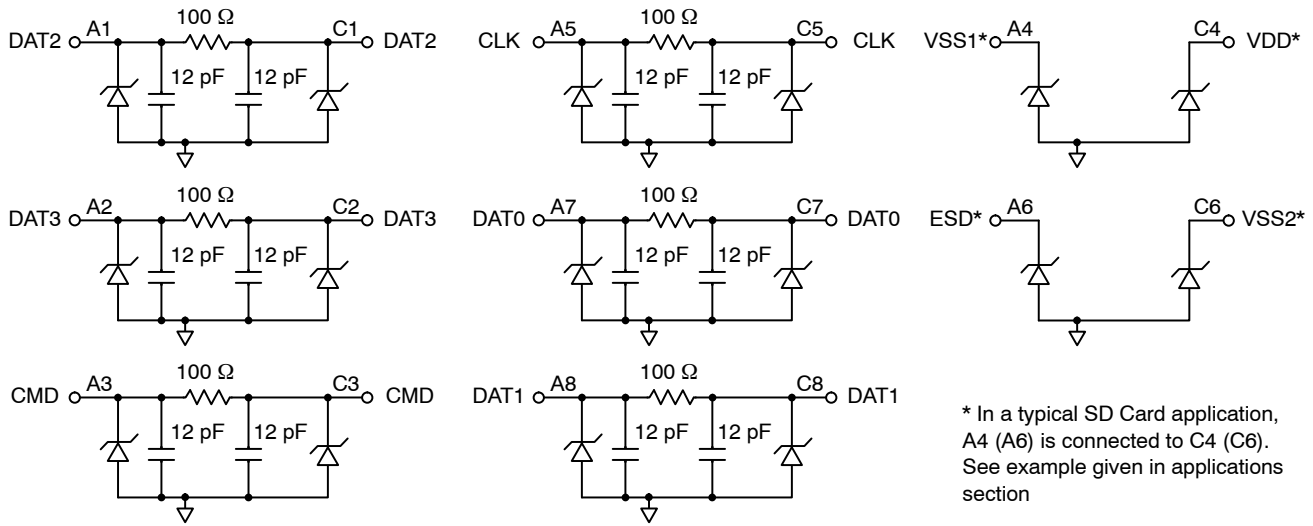 100 Ω
A1 C1
DAT2 DAT2
12 pF 12 pF
100 Ω
A5 C5
CLK CLK
12 pF 12 pF
A4 C4
VSS1* VDD*
100 Ω
A2 C2
DAT3 DAT3
12 pF 12 pF
100 Ω
A7 C7
DAT0 DAT0
12 pF 12 pF
A6 C6
ESD* VSS2*
100 Ω
A3 C3
CMD CMD
12 pF 12 pF
100 Ω
A8 C8
DAT1 DAT1
12 pF 12 pF
* In a typical SD Card application,
A4 (A6) is connected to C4 (C6).
See example given in applications
section